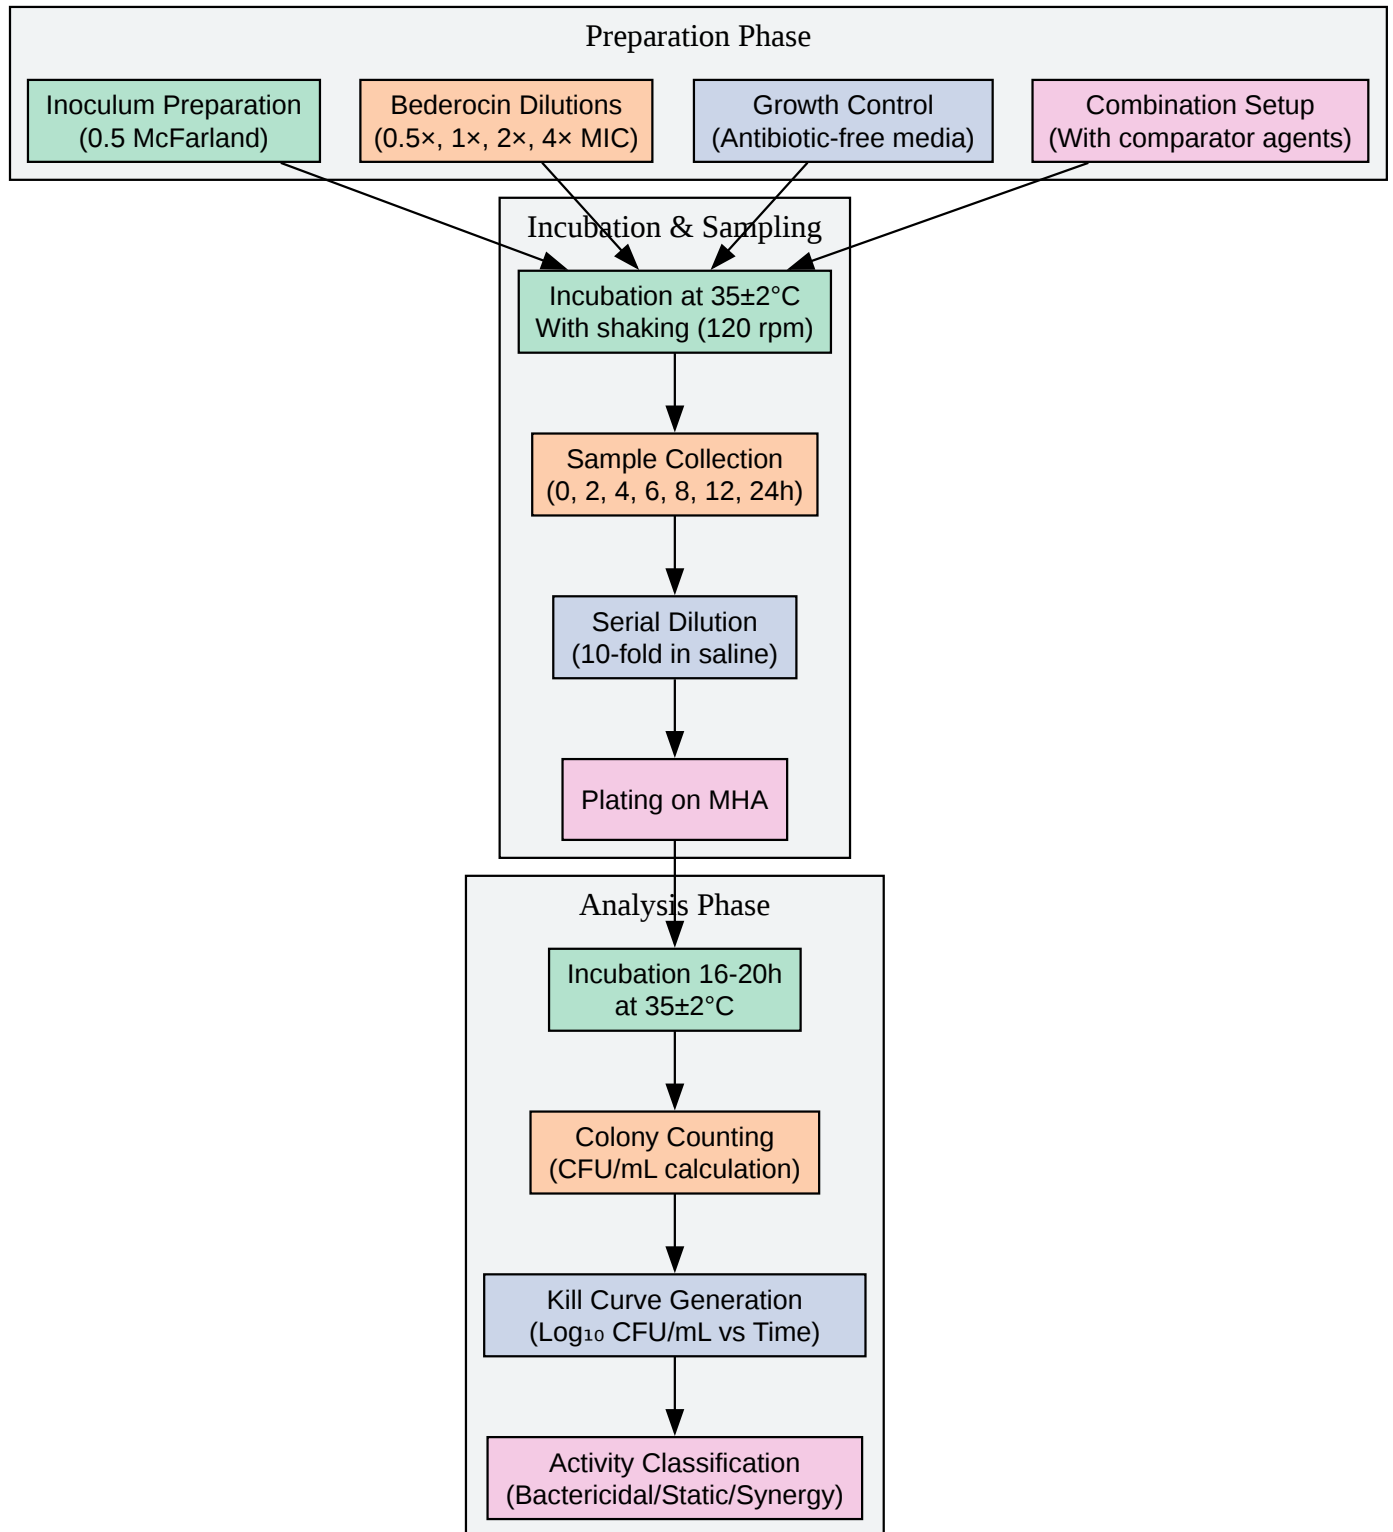 Preparation Phase
Inoculum Preparation
(0.5 McFarland)
Bederocin Dilutions
(0.5×, 1×, 2×, 4× MIC)
Growth Control
(Antibiotic-free media)
Combination Setup
(With comparator agents)
Incubation & Sampling
Incubation at 35±2°C
With shaking (120 rpm)
Sample Collection
(0, 2, 4, 6, 8, 12, 24h)
Serial Dilution
(10-fold in saline)
Plating on MHA
Analysis Phase
Incubation 16-20h
at 35±2°C
Colony Counting
(CFU/mL calculation)
Kill Curve Generation
(Log₁₀ CFU/mL vs Time)
Activity Classification
(Bactericidal/Static/Synergy)